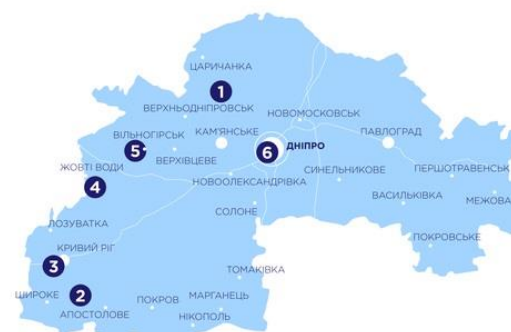 ЦАРИЧАНКА
1
ВЕРХНЬОДНІПРОВСЬК
НОВОМОСКОВСЬК
ВІЛЬНОГІРСЬК
КАМ'ЯНСЬКЕ
ПАВЛОГРАД
5
ВЕРХІВЦЕВЕ
6
ДНІПРО
ЖОВТІ ВОДИ
СИНЕЛЬНИКОВЕ
ПЕРШОТРАВЕНСЬК
4
НОВООЛЕКСАНДРІВКА
ВАСИЛЬКІВКА
МЕЖОВА
ЛОЗУВАТКА
СОЛОНЕ
КРИВИЙ РІГ
ПОКРОВСЬКЕ
3
ТОМАКІВКА
ШИРОКЕ
2
АПОСТОЛОВЕ
ПОКРОВ
МАРГАНЕЦЬ
НІКОПОЛЬ